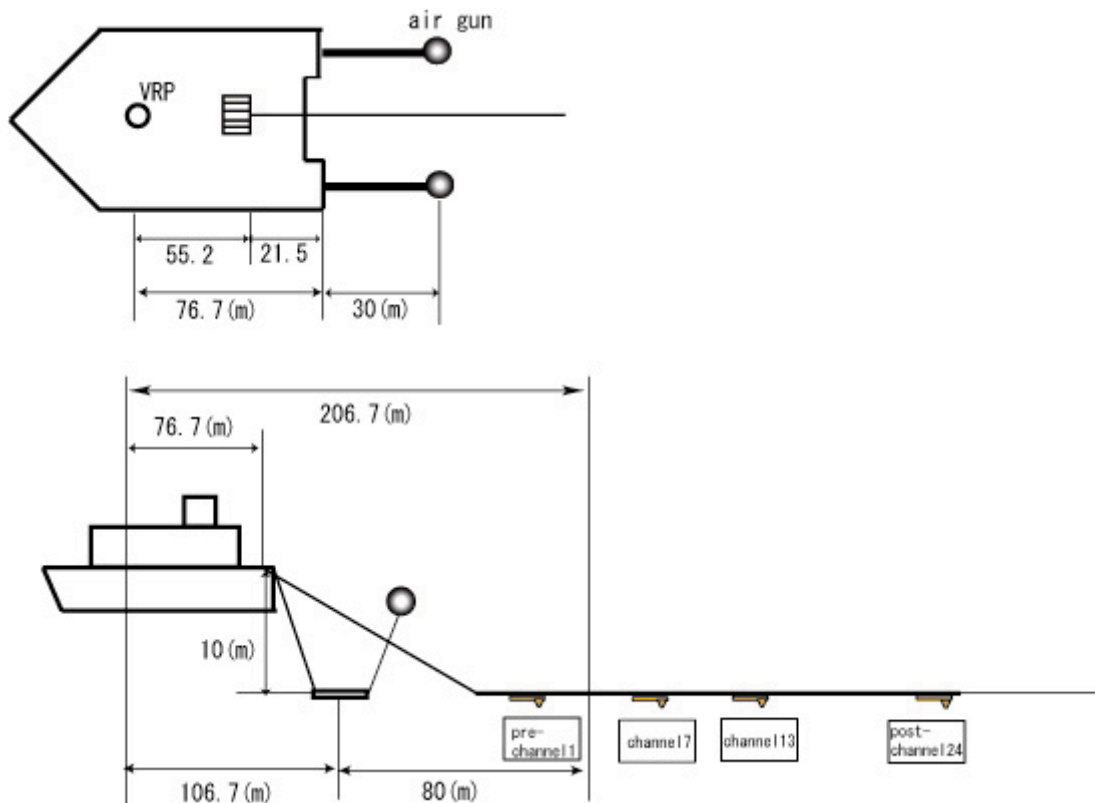 air gun
VRP
55.2
21.5
76.7(m)
30(m)
206.7(m)
76.7(m)
10(m)
pre-
channel1
channel7
channel13
post-
channel24
106.7(m)
80(m)